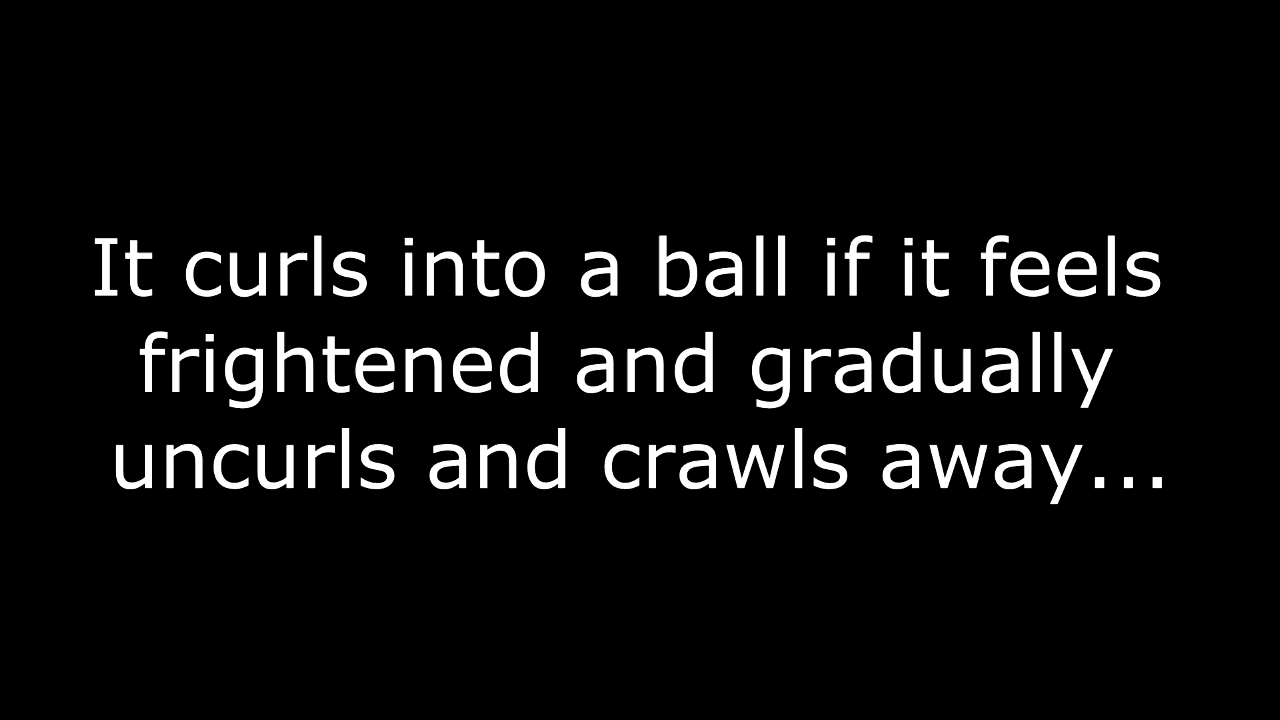 It curls into a ball if it feels
frightened and gradually
uncurls and crawls away...